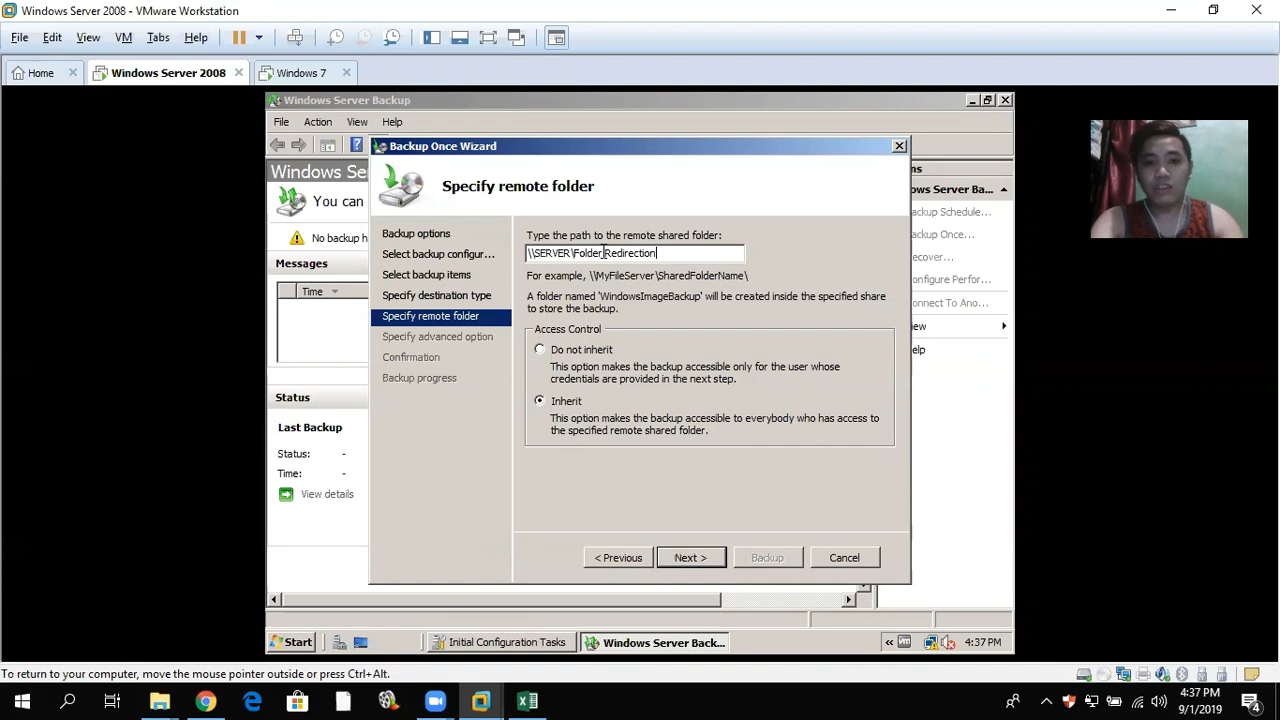 Windows Server 2008 - VMware Workstation
File Edit View VM Tabs Help
Home Windows Server 2008 Windows 7
Windows Server Backup
File Action View Help
Backup Once Wizard
Specify remote folder
Windows Se
You can
No backup h
Messages
Time
Status
Last Backup
Status: -
Time: -
View details
Backup options
Select backup configur...
Select backup items
Specify destination type
Specify remote folder
Specify advanced option
Confirmation
Backup progress
Type the path to the remote shared folder:
\\SERVER\Folder Redirection
For example, \\MyFileServer\SharedFolderName\
A folder named 'WindowsImageBackup' will be created inside the specified share
to store the backup.
Access Control
Do not inherit
This option makes the backup accessible only for the user whose
credentials are provided in the next step.
Inherit
This option makes the backup accessible to everybody who has access to
the specified remote shared folder.
< Previous Next > Backup Cancel
ns
ws Server Ba...
ackup Schedule...
ackup Once...
ecover...
onnect To Ano...
ew
elp
Start Initial Configuration Tasks Windows Server Back... « 4:37 PM
To return to your computer, move the mouse pointer outside or press Ctrl+Alt.
4:37 PM
9/1/2019
4